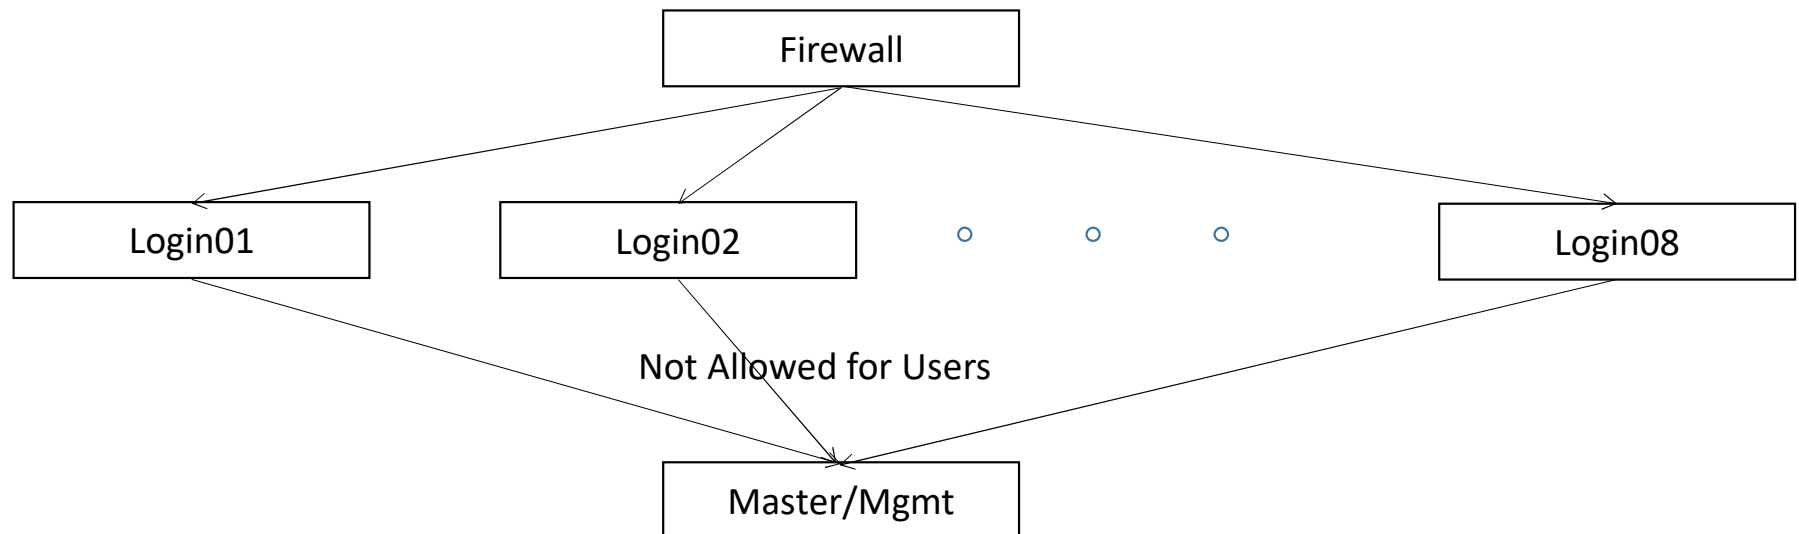 Firewall
Login01
Login02
Login08
Not Allowed for Users
Master/Mgmt